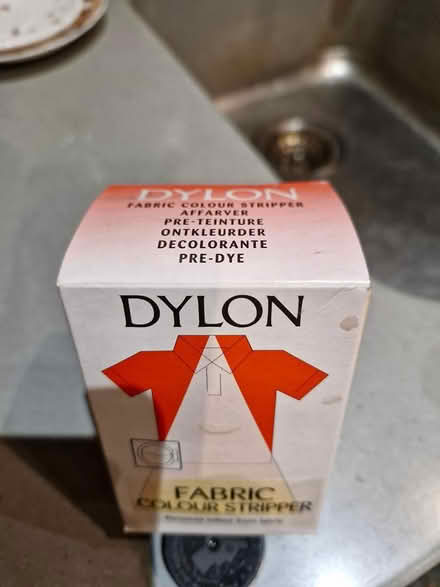 DYLON
FABRIC COLOUR STRIPPER
AFFARVER
PRE-TEINTURE
ONTKLEURDER
DECOLORANTE
PRE-DYE
DYLON
FABRIC
COLOUR STRIPPER